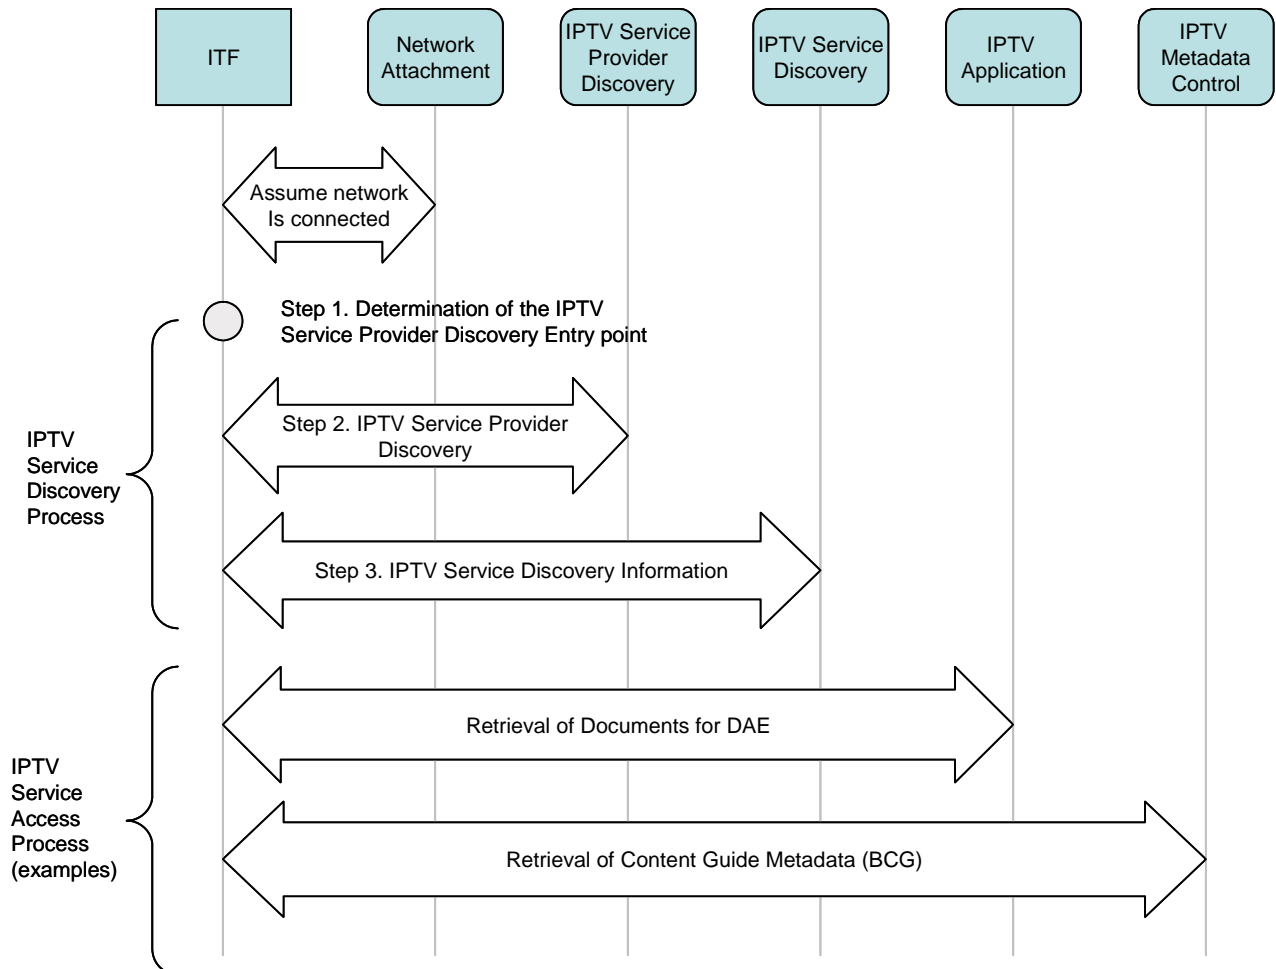 ITF
Network
Attachment
IPTV Service
Provider
Discovery
IPTV Service
Discovery
IPTV
Application
IPTV
Metadada
Control
Assume network
Is connected
Step 1. Determination of the IPTV
Service Provider Discovery Entry point
Step 2. IPTV Service Provider
Discovery
IPTV
Service
Discovery
Process
Step 3. IPTV Service Discovery Information
Retrieval of Documents for DAE
IPTV
Service
Access
Process
(examples)
Retrieval of Content Guide Metadata (BCG)